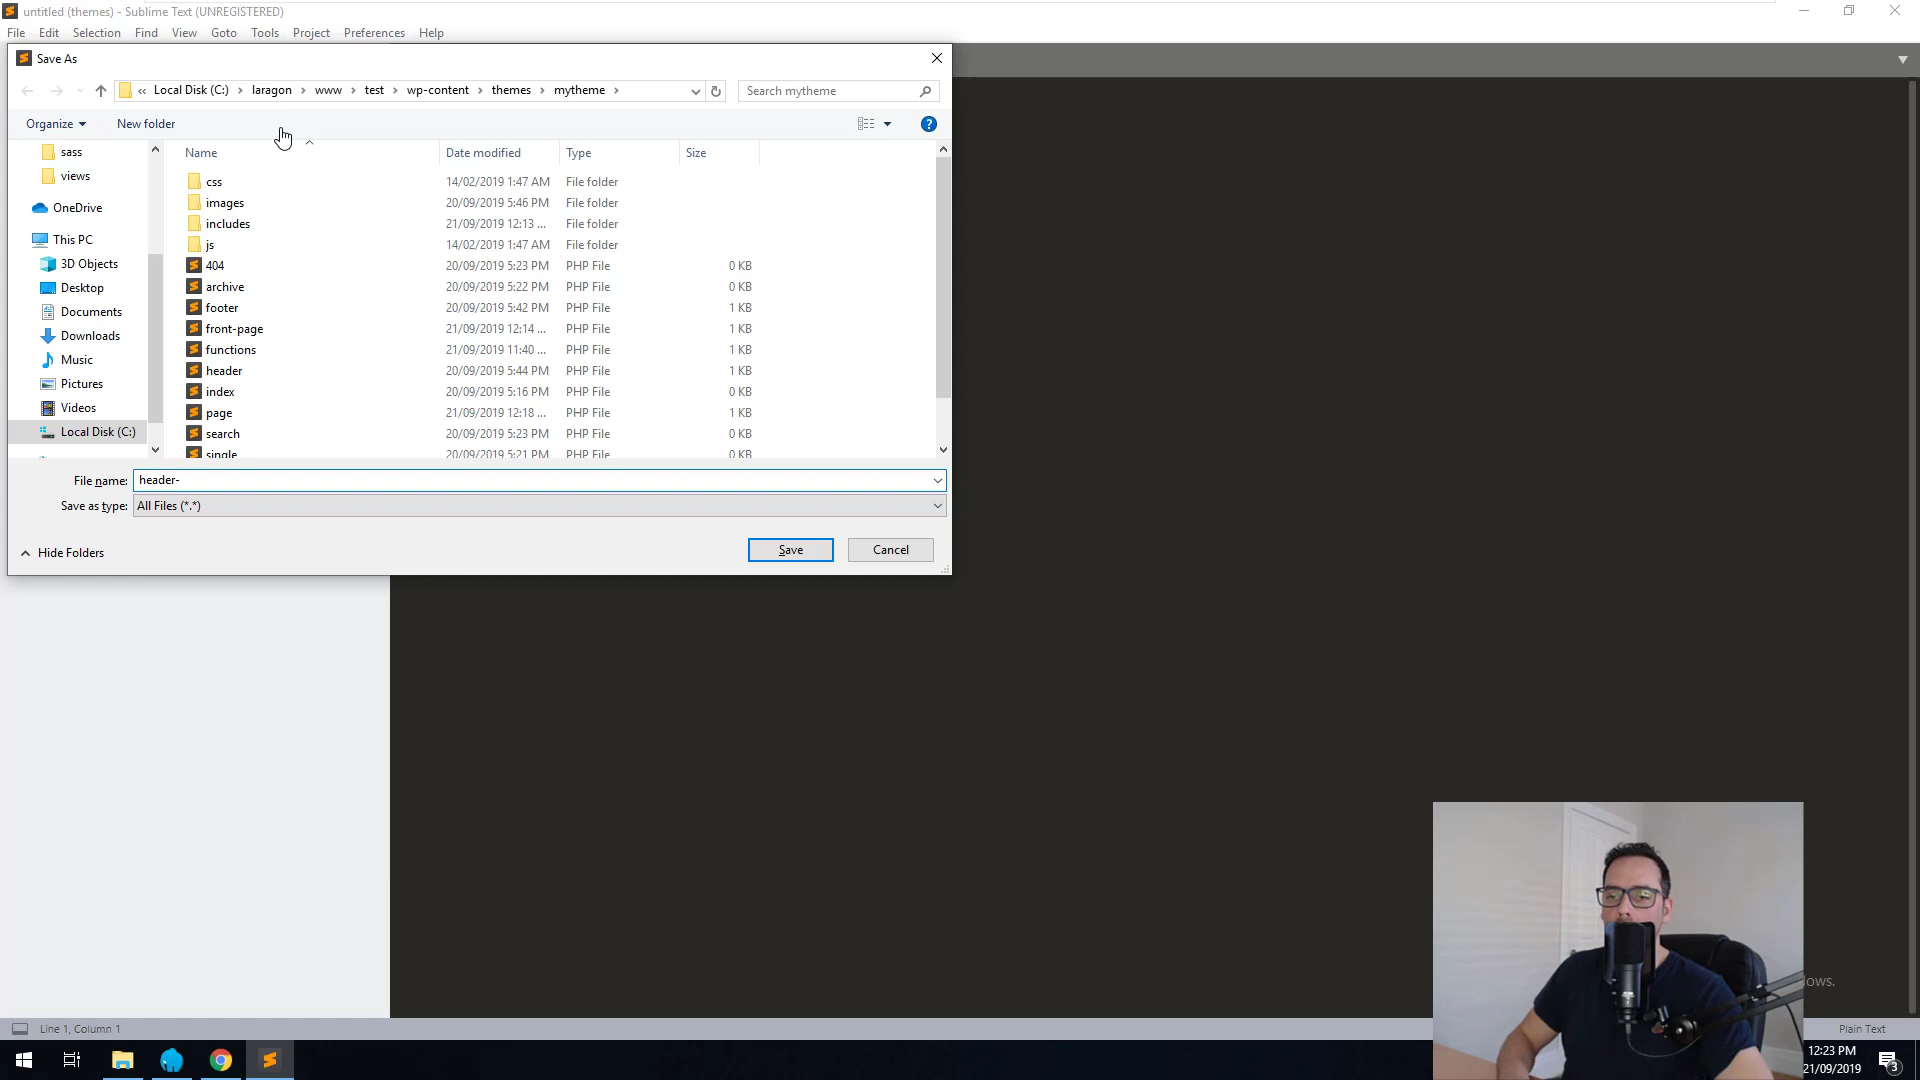 untitled (themes) - Sublime Text (UNREGISTERED)
File Edit Selection Find View Goto Tools Project Preferences Help
Save As
« Local Disk (C:) › laragon › www › test › wp-content › themes › mytheme ›
Search mytheme
Organize New folder
Name Date modified Type Size
sass
views
OneDrive
This PC
3D Objects
Desktop
Documents
Downloads
Music
Pictures
Videos
Local Disk (C:)
css 14/02/2019 1:47 AM File folder
images 20/09/2019 5:46 PM File folder
includes 21/09/2019 12:13 ... File folder
js 14/02/2019 1:47 AM File folder
404 20/09/2019 5:23 PM PHP File 0 KB
archive 20/09/2019 5:22 PM PHP File 0 KB
footer 20/09/2019 5:42 PM PHP File 1 KB
front-page 21/09/2019 12:14 ... PHP File 1 KB
functions 21/09/2019 11:40 ... PHP File 1 KB
header 20/09/2019 5:44 PM PHP File 1 KB
index 20/09/2019 5:16 PM PHP File 0 KB
page 21/09/2019 12:18 ... PHP File 1 KB
search 20/09/2019 5:23 PM PHP File 0 KB
single 20/09/2019 5:21 PM PHP File 0 KB
File name: header-
Save as type: All Files (*.*)
Hide Folders
Save Cancel
ows.
Line 1, Column 1
Plain Text
12:23 PM
21/09/2019
3